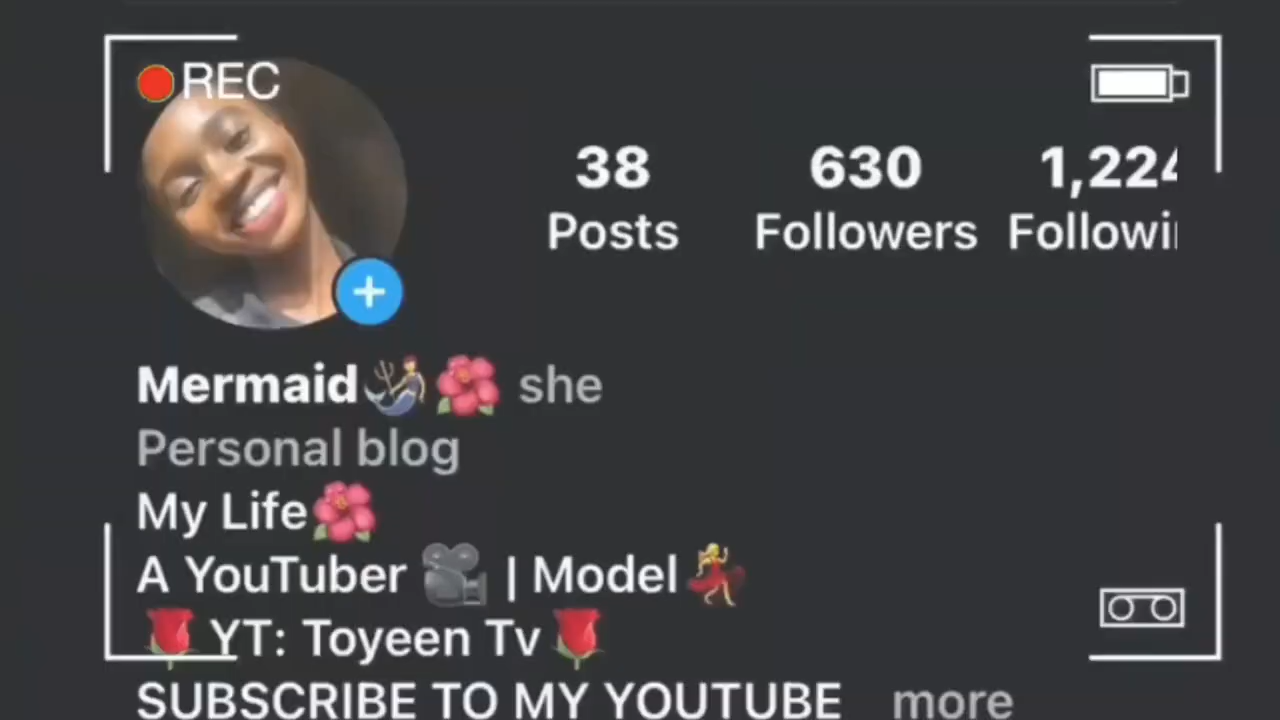 REC
38 630 1,224
Posts Followers Followi
Mermaid🧜‍♂️🌺 she
Personal blog
My Life🌺
A YouTuber 🎥 | Model💃
🌹 YT: Toyeen Tv🌹
SUBSCRIBE TO MY YOUTUBE more